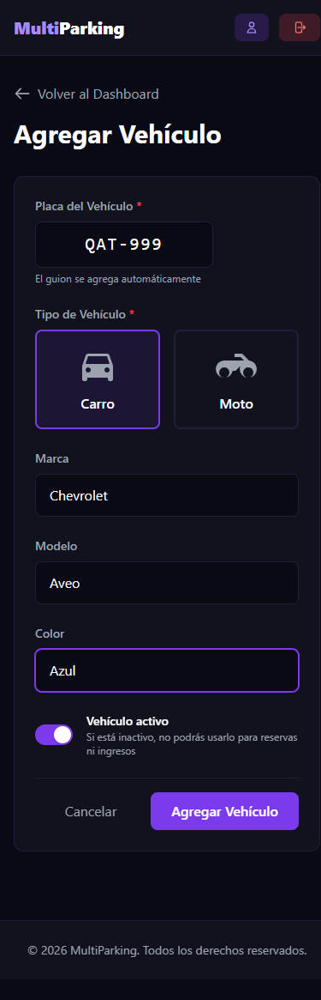 MultiParking
Volver al Dashboard
Agregar Vehículo
Placa del Vehículo *
QAT-999
El guion se agrega automáticamente
Tipo de Vehículo *
Carro
Moto
Marca
Chevrolet
Modelo
Aveo
Color
Azul
Vehículo activo
Si está inactivo, no podrás usarlo para reservas
ni ingresos
Cancelar
Agregar Vehículo
© 2026 MultiParking. Todos los derechos reservados.